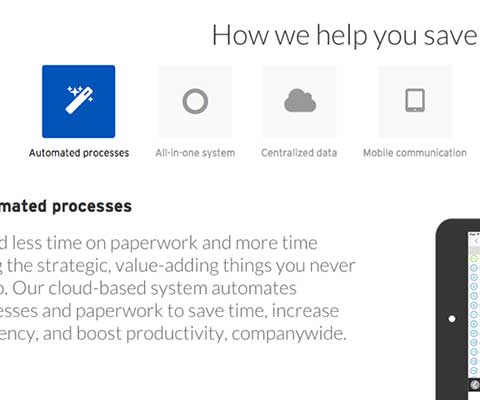 How we help you save
Automated processes All-in-one system Centralized data Mobile communication
mated processes
d less time on paperwork and more time
g the strategic, value-adding things you never
o. Our cloud-based system automates
esses and paperwork to save time, increase
ency, and boost productivity, companywide.